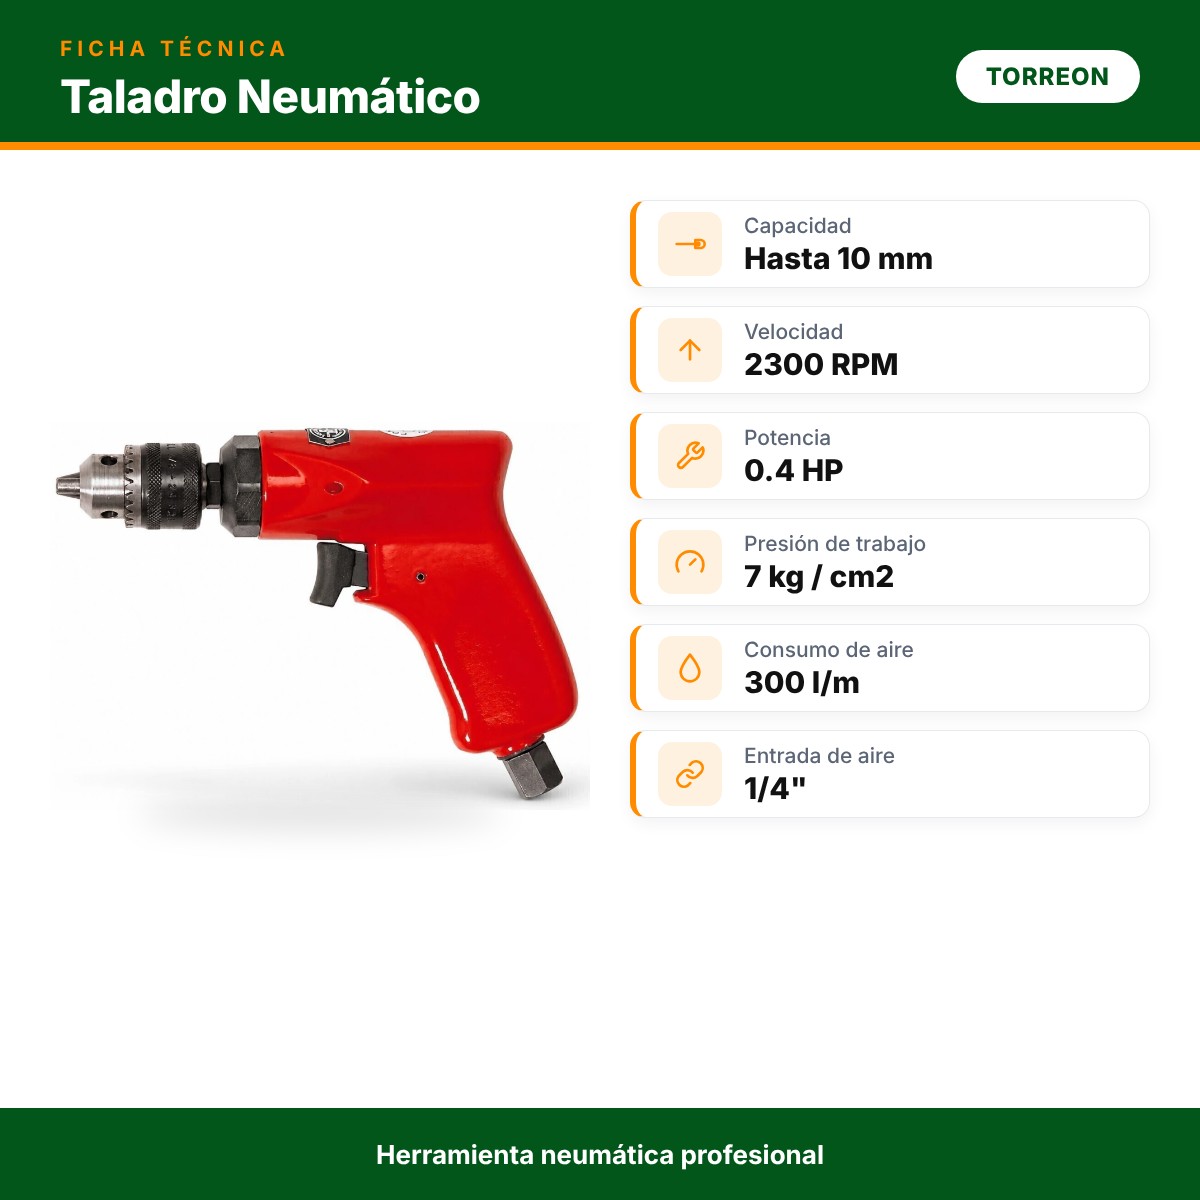 FICHA TÉCNICA
Taladro Neumático
TORREON
Capacidad
Hasta 10 mm
Velocidad
2300 RPM
Potencia
0.4 HP
Presión de trabajo
7 kg / cm2
Consumo de aire
300 l/m
Entrada de aire
1/4"
Herramienta neumática profesional